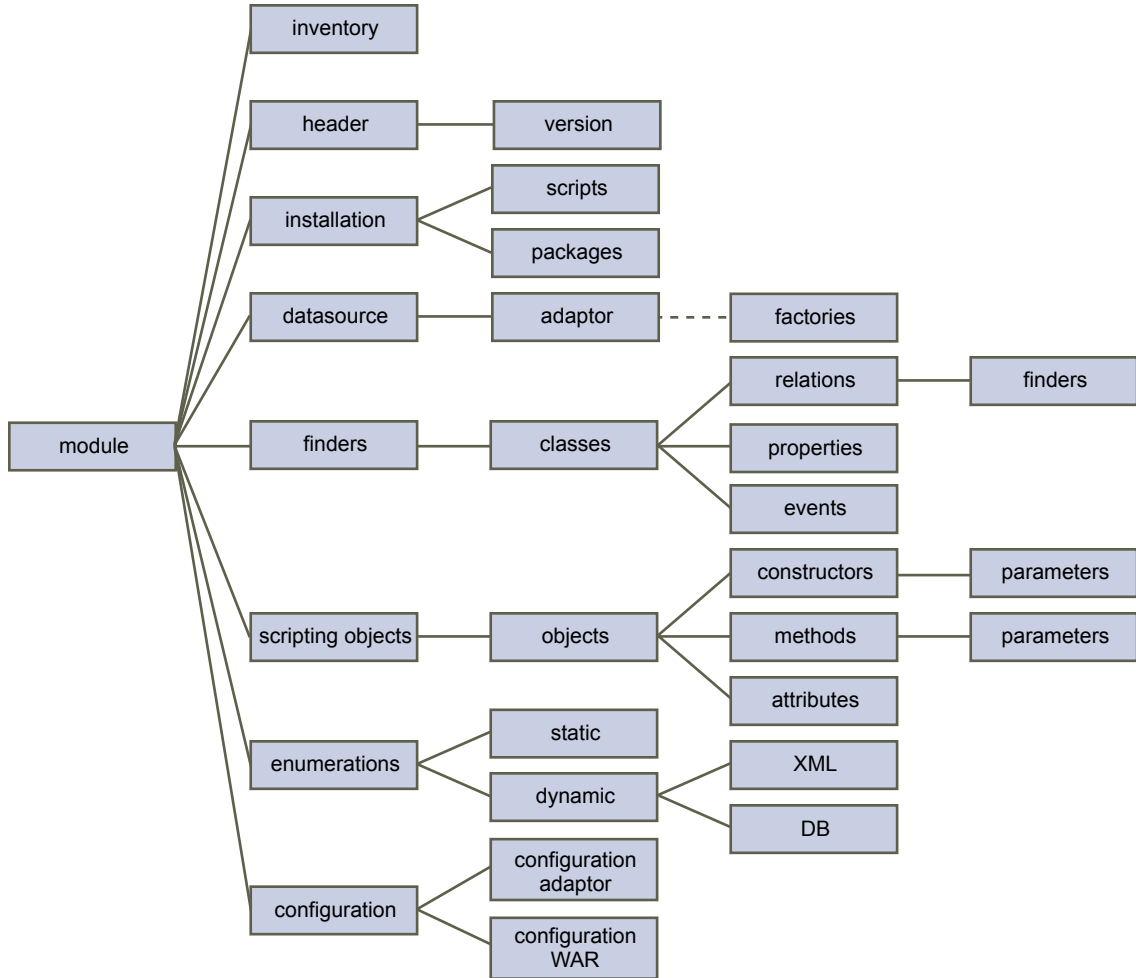 inventory
header
version
scripts
installation
packages
datasource
adaptor
factories
relations
finders
module
finders
classes
properties
events
constructors
parameters
scripting objects
objects
methods
parameters
attributes
static
enumerations
XML
dynamic
DB
configuration
adaptor
configuration
configuration
WAR